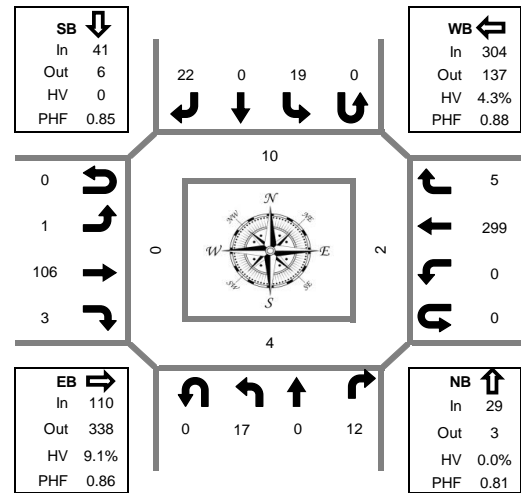 SB
In 41
Out 6
HV 0
PHF 0.85
WB
In 304
Out 137
HV 4.3%
PHF 0.88
22 0 19 0
10
0
1
106
3
0
N
NW NE
W E
SW SE
S
2
5
299
0
0
4
0 17 0 12
EB
In 110
Out 338
HV 9.1%
PHF 0.86
NB
In 29
Out 3
HV 0.0%
PHF 0.81